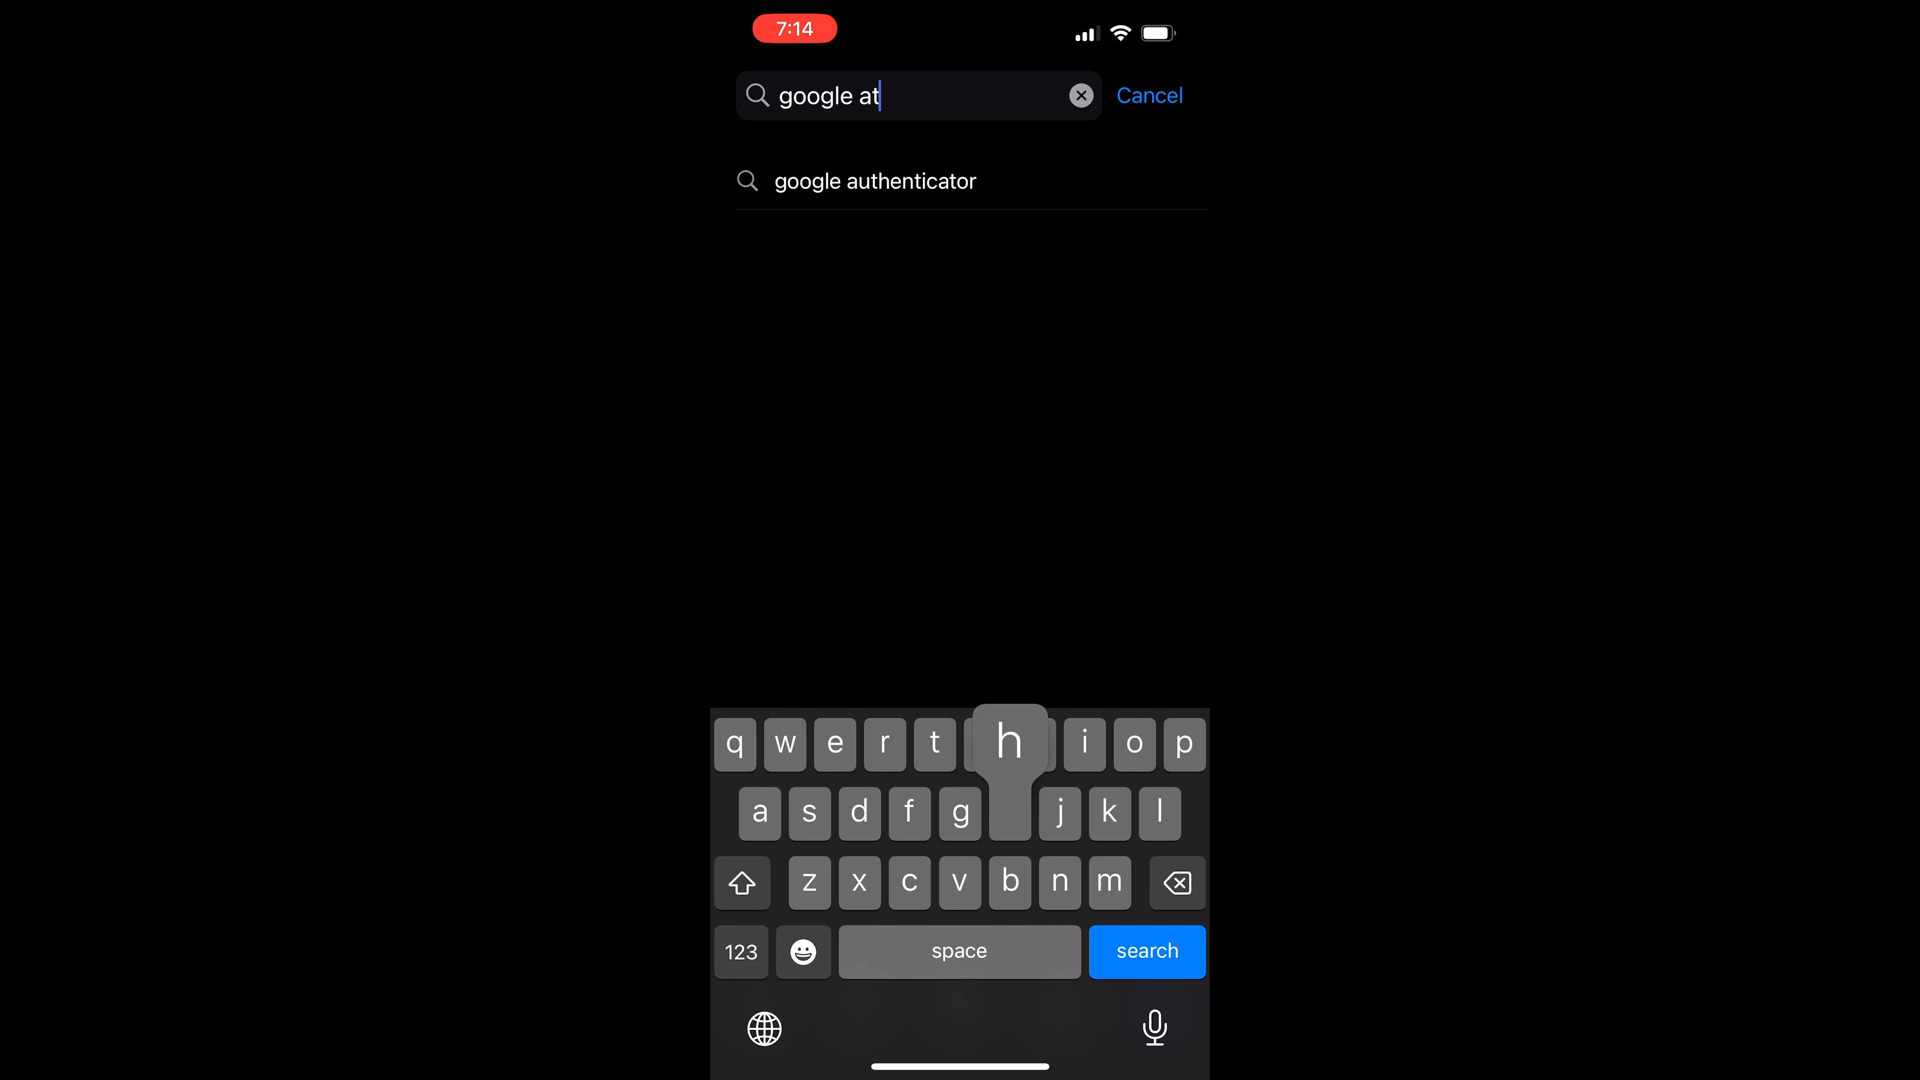 7:14
google at
Cancel
google authenticator
q w e r t h i o p
a s d f g j k l
z x c v b n m
123 space search